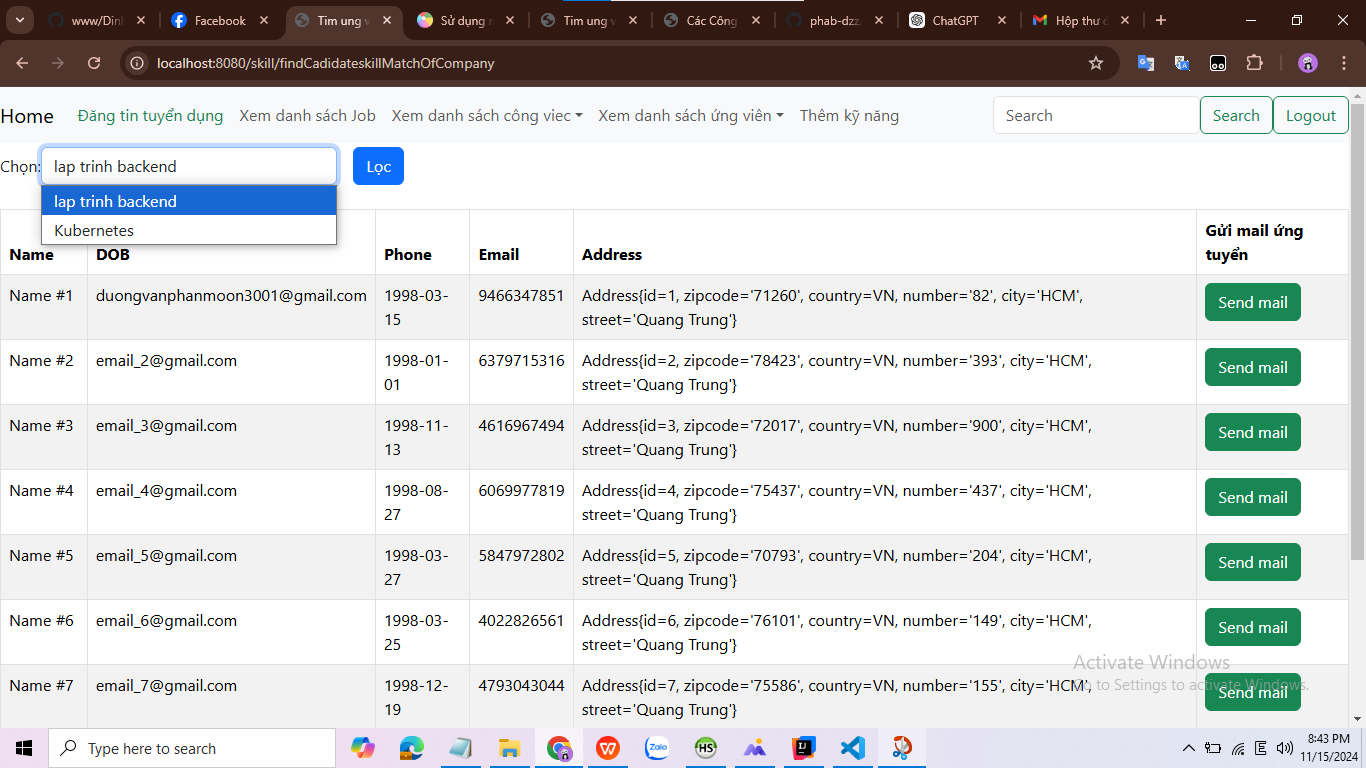 www/Dinh
Facebook
Tim ung v
Sử dụng r
Tim ung v
Các Công
phab-dzz
ChatGPT
Hộp thư đ
localhost:8080/skill/findCadidateskillMatchOfCompany
Home Đăng tin tuyển dụng Xem danh sách Job Xem danh sách công viec Xem danh sách ứng viên Thêm kỹ năng Search Search Logout
Chọn: lap trinh backend Lọc
lap trinh backend
Kubernetes
Name DOB Phone Email Address Gửi mail ứng
tuyển
Name #1 duongvanphanmoon3001@gmail.com 1998-03- 9466347851 Address{id=1, zipcode='71260', country=VN, number='82', city='HCM', Send mail
15 street='Quang Trung'}
Name #2 email_2@gmail.com 1998-01- 6379715316 Address{id=2, zipcode='78423', country=VN, number='393', city='HCM', Send mail
01 street='Quang Trung'}
Name #3 email_3@gmail.com 1998-11- 4616967494 Address{id=3, zipcode='72017', country=VN, number='900', city='HCM', Send mail
13 street='Quang Trung'}
Name #4 email_4@gmail.com 1998-08- 6069977819 Address{id=4, zipcode='75437', country=VN, number='437', city='HCM', Send mail
27 street='Quang Trung'}
Name #5 email_5@gmail.com 1998-03- 5847972802 Address{id=5, zipcode='70793', country=VN, number='204', city='HCM', Send mail
27 street='Quang Trung'}
Name #6 email_6@gmail.com 1998-03- 4022826561 Address{id=6, zipcode='76101', country=VN, number='149', city='HCM', Send mail
25 street='Quang Trung'}
Name #7 email_7@gmail.com 1998-12- 4793043044 Address{id=7, zipcode='75586', country=VN, number='155', city='HCM', Send mail
19 street='Quang Trung'}
Activate Windows
Go to Settings to activate Windows.
Type here to search
Zalo
HS
8:43 PM
11/15/2024